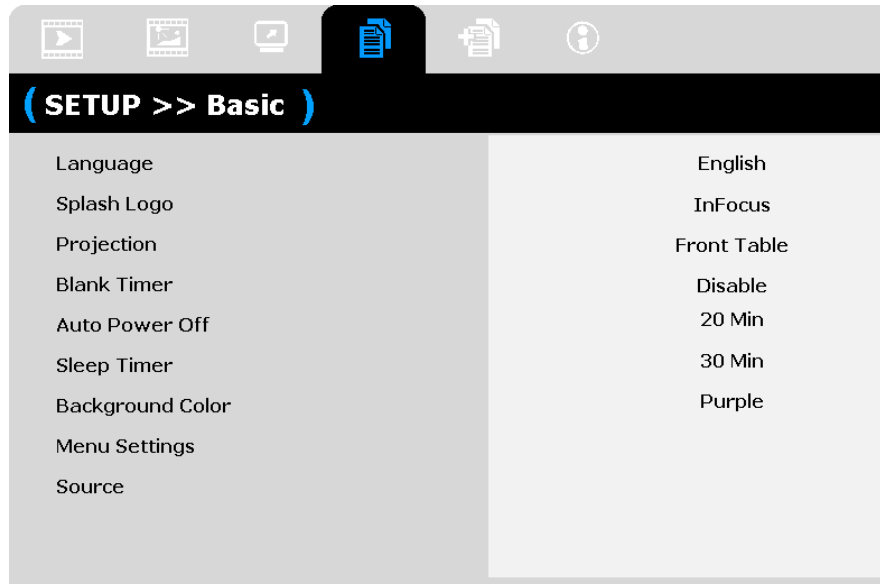 SETUP >> Basic
Language English
Splash Logo InFocus
Projection Front Table
Blank Timer Disable
Auto Power Off 20 Min
Sleep Timer 30 Min
Background Color Purple
Menu Settings
Source